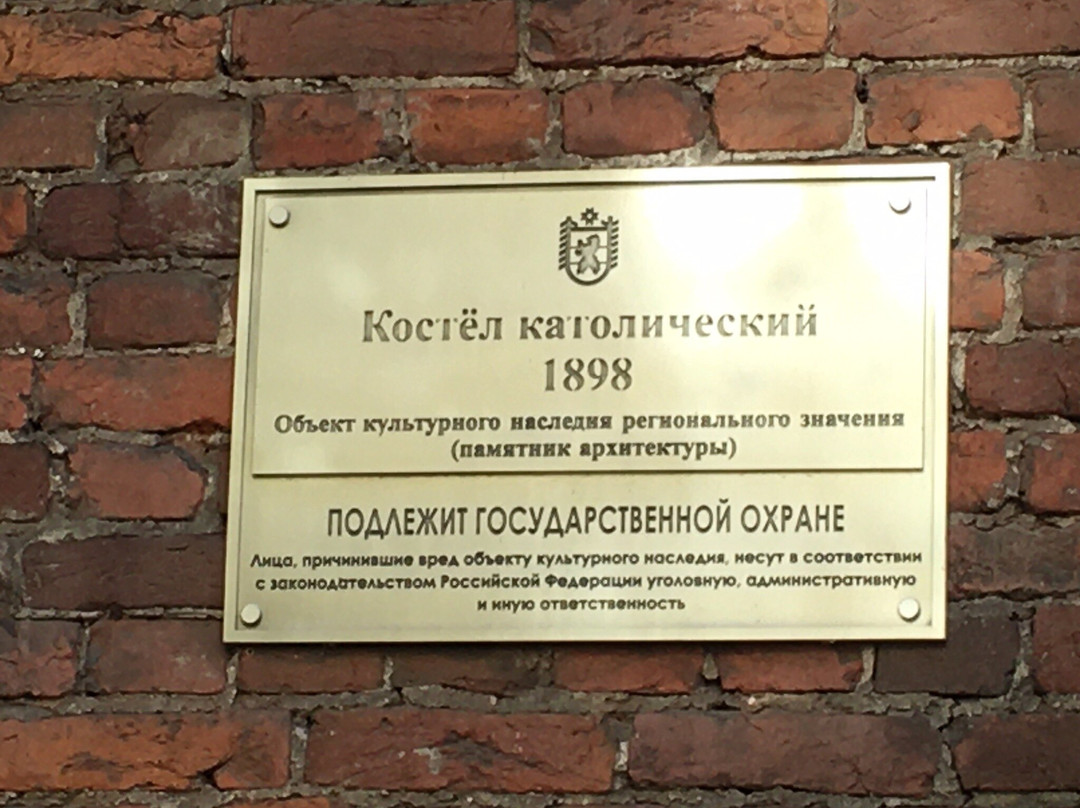 Костёл католический
1898
Объект культурного наследия регионального значения
(памятник архитектуры)
ПОДЛЕЖИТ ГОСУДАРСТВЕННОЙ ОХРАНЕ
Лица, причинившие вред объекту культурного наследия, несут в соответствии
с законодательством Российской Федерации уголовную, административную
и иную ответственность